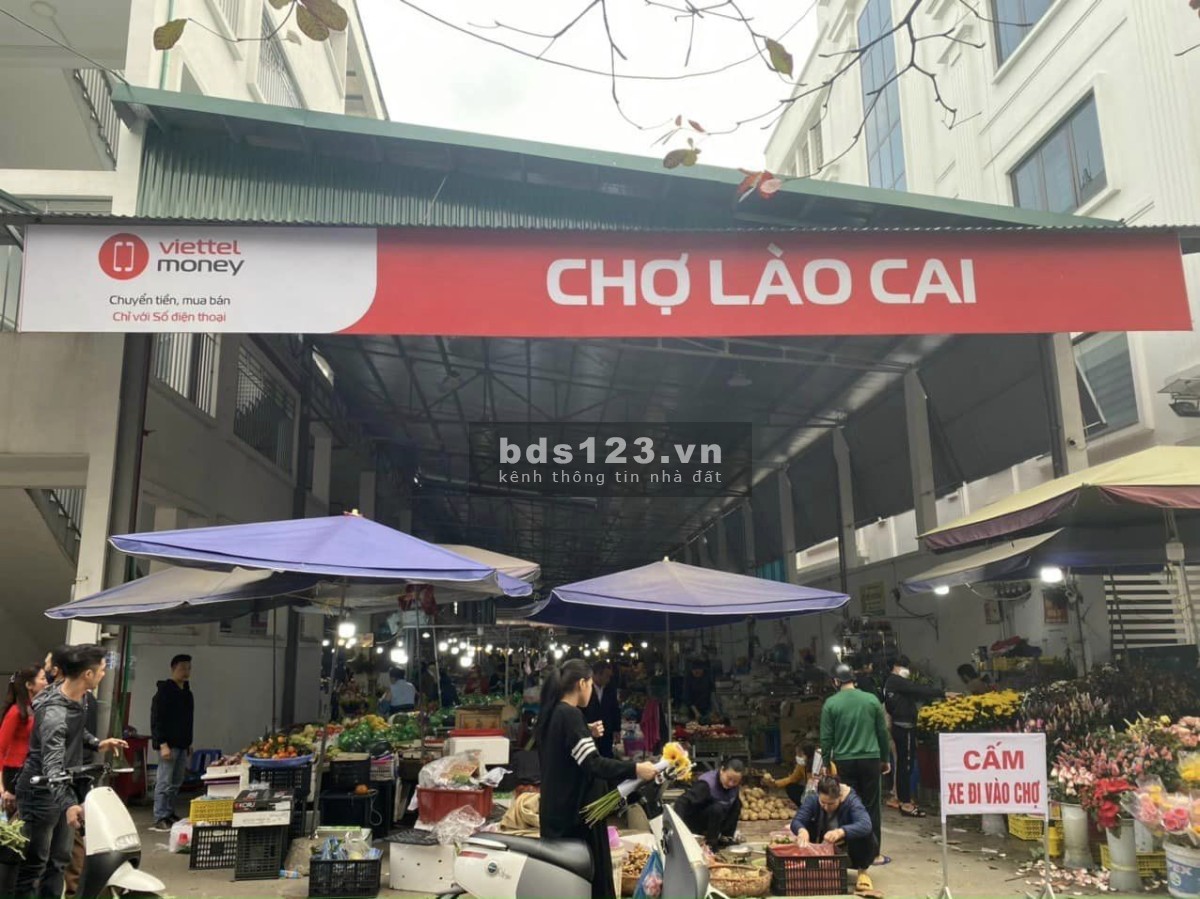 viettel
money
Chuyển tiền, mua bán
Chỉ với Số điện thoại
CHỢ LÀO CAI
bds123.vn
kênh thông tin nhà đất
CẤM
XE ĐI VÀO CHỢ